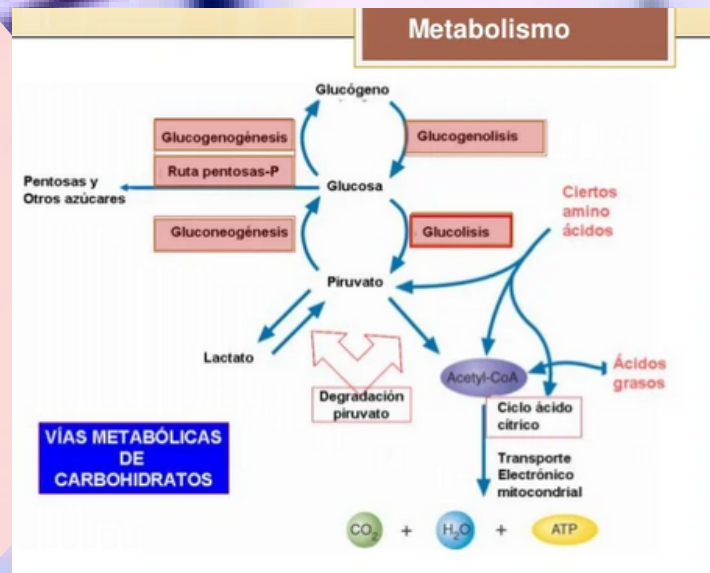 Metabolismo
Glucógeno
Glucogenogénesis
Glucogenolisis
Ruta pentosas-P
Pentosas y
Otros azúcares
Glucosa
Ciertos
amino
ácidos
Gluconeogénesis
Glucolisis
Piruvato
Lactato
Acetyl-CoA
Ácidos
grasos
Degradación
piruvato
Ciclo ácido
cítrico
VÍAS METABÓLICAS
DE
CARBOHIDRATOS
Transporte
Electrónico
mitocondrial
CO₂ + H₂O + ATP